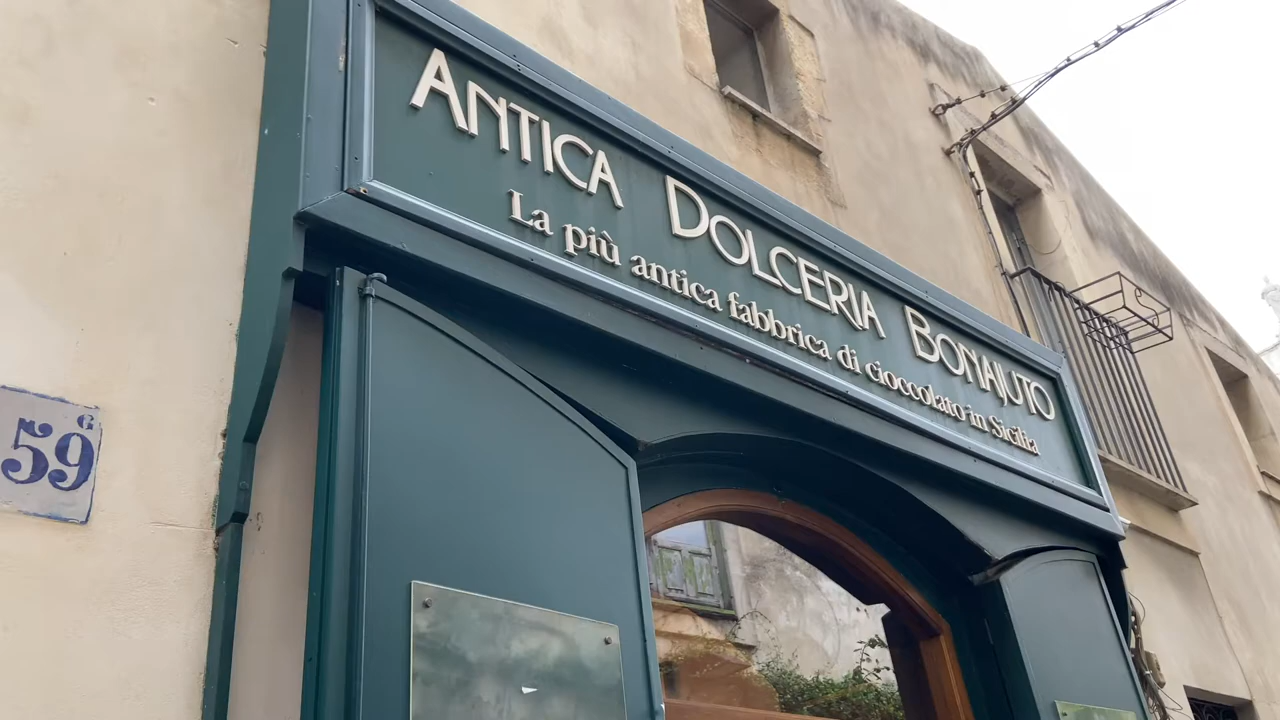 ANTICA DOLCERIA BONAJUTO
La più antica fabbrica di cioccolato in Sicilia
59 G